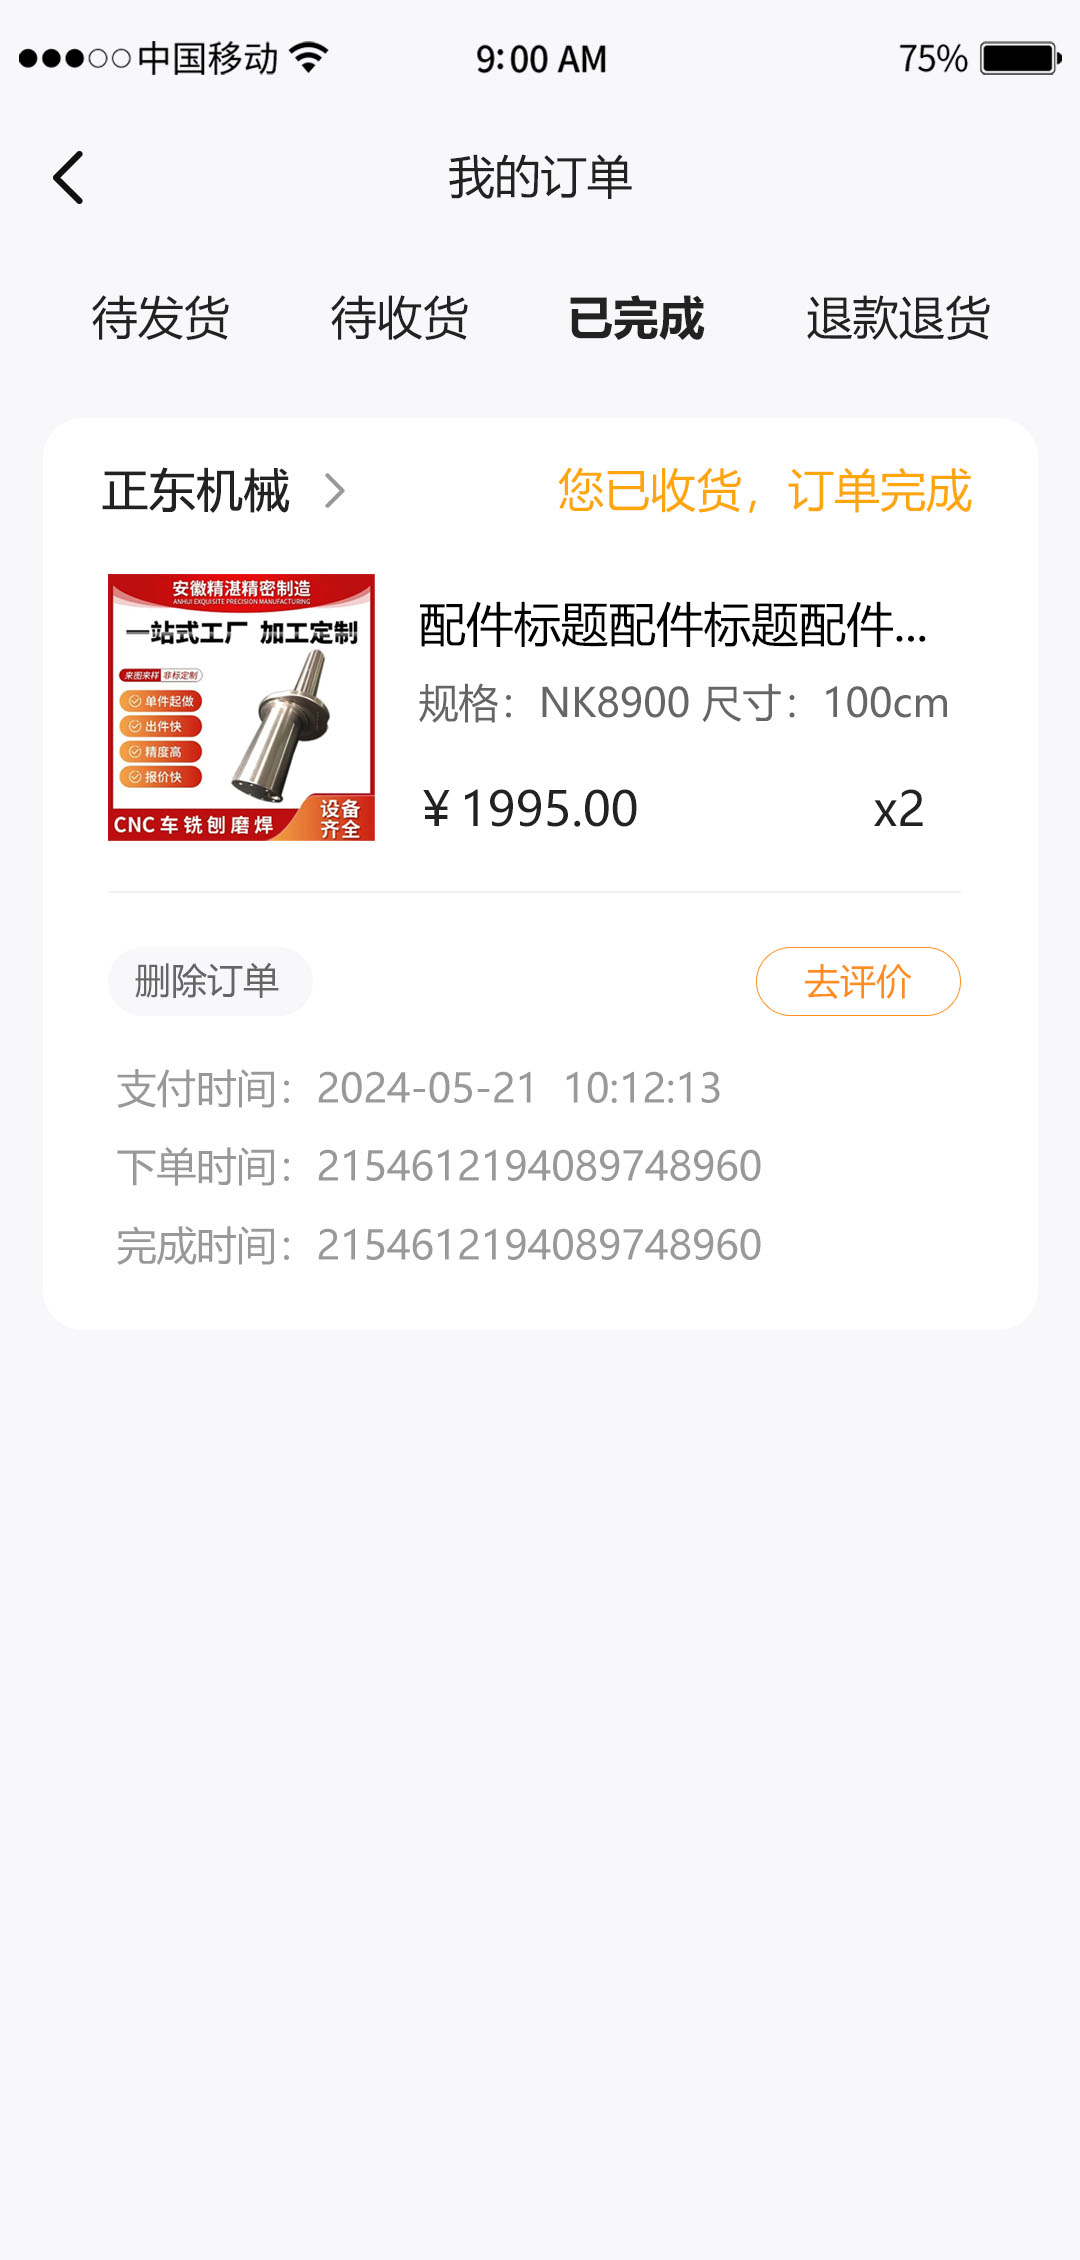 中国移动
9:00 AM
75%
我的订单
待发货 待收货 已完成 退款退货
正东机械
您已收货，订单完成
安徽精湛精密制造
ANHUI EXQUISITE PRECISION MANUFACTURING
一站式工厂 加工定制
来图来样 非标定制
单件起做
出件快
精度高
报价快
CNC车铣刨磨焊
设备
齐全
配件标题配件标题配件...
规格：NK8900 尺寸：100cm
¥1995.00
x2
删除订单
去评价
支付时间：2024-05-21 10:12:13
下单时间：2154612194089748960
完成时间：2154612194089748960